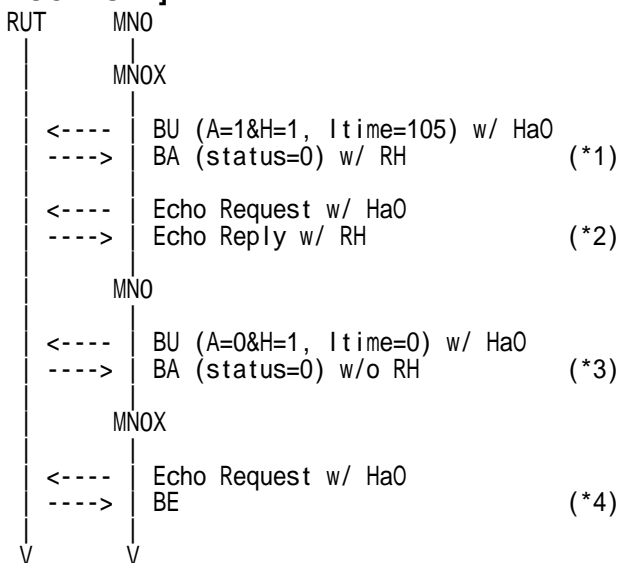 RUT MN0
MN0X
<---- BU (A=1&H=1, ltime=105) w/ HaO
----> BA (status=0) w/ RH (*1)
<---- Echo Request w/ HaO
----> Echo Reply w/ RH (*2)
MN0
<---- BU (A=0&H=1, ltime=0) w/ HaO
----> BA (status=0) w/o RH (*3)
MN0X
<---- Echo Request w/ HaO
----> BE (*4)
V V